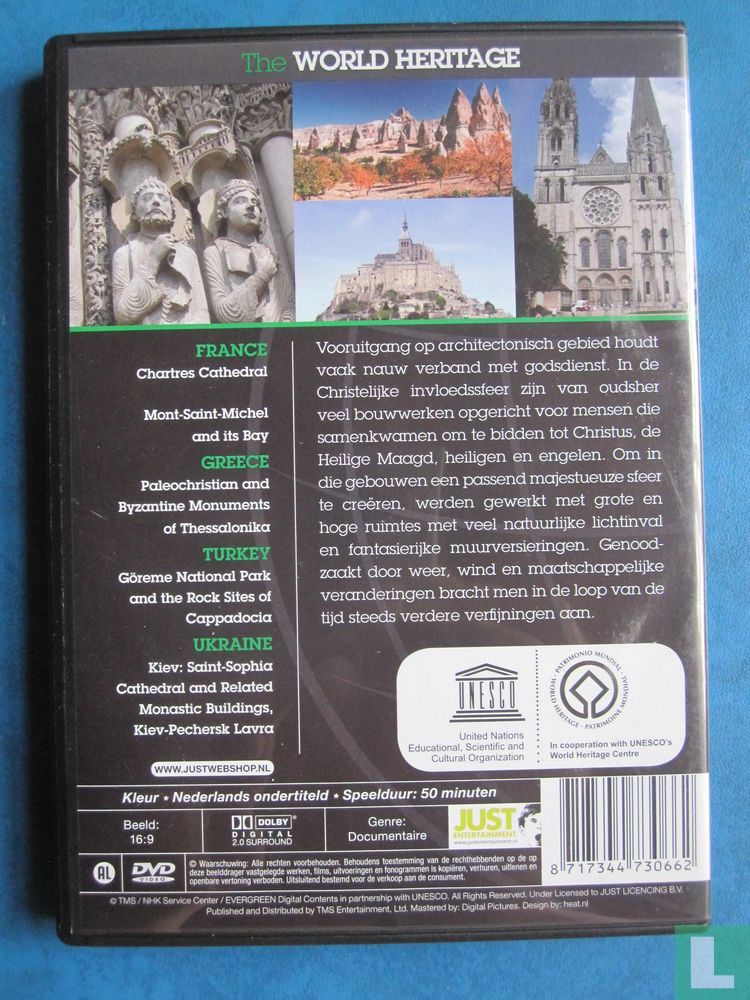 The WORLD HERITAGE
FRANCE
Chartres Cathedral
Mont-Saint-Michel
and its Bay
GREECE
Paleochristian and
Byzantine Monuments
of Thessalonika
TURKEY
Göreme National Park
and the Rock Sites of
Cappadocia
UKRAINE
Kiev: Saint-Sophia
Cathedral and Related
Monastic Buildings,
Kiev-Pechersk Lavra
WWW.JUSTWEBSHOP.NL
Vooruitgang op architectonisch gebied houdt
vaak nauw verband met godsdienst. In de
Christelijke invloedssfeer zijn van oudsher
veel bouwwerken opgericht voor mensen die
samenkwamen om te bidden tot Christus, de
Heilige Maagd, heiligen en engelen. Om in
die gebouwen een passend majestueuze sfeer
te creëren, werden gewerkt met grote en
hoge ruimtes met veel natuurlijke lichtinval
en fantasierijke muurversieringen. Genood-
zaakt door weer, wind en maatschappelijke
veranderingen bracht men in de loop van de
tijd steeds verdere verfijningen aan.
UNESCO
United Nations
Educational, Scientific and
Cultural Organization
PATRIMONIO MUNDIAL
WORLD HERITAGE • PATRIMOINE MONDIAL
In cooperation with UNESCO's
World Heritage Centre
Kleur ★ Nederlands ondertiteld ★ Speelduur: 50 minuten
Beeld:
16:9
DOLBY
DIGITAL
2.0 SURROUND
Genre:
Documentaire
JUST
ENTERTAINMENT
www.justentertainment.nl
8 717344 730662
AL
DVD
VIDEO
© Waarschuwing: Alle rechten voorbehouden. Behoudens toestemming van de rechthebbenden op de op
deze beelddrager vastgelegde werken, films, uitvoeringen en fonogrammen is kopiëren, verhuren, uitlenen en
openbare vertoning verboden. Uitsluitend bestemd voor de verkoop aan de consument.
© TMS / NHK Service Center / EVERGREEN Digital Contents in partnership with UNESCO. All Rights Reserved. Under Licensed to JUST LICENCING B.V.
Published and Distributed by TMS Entertainment, Ltd. Mastered by: Digital Pictures. Design by: heat.nl
L